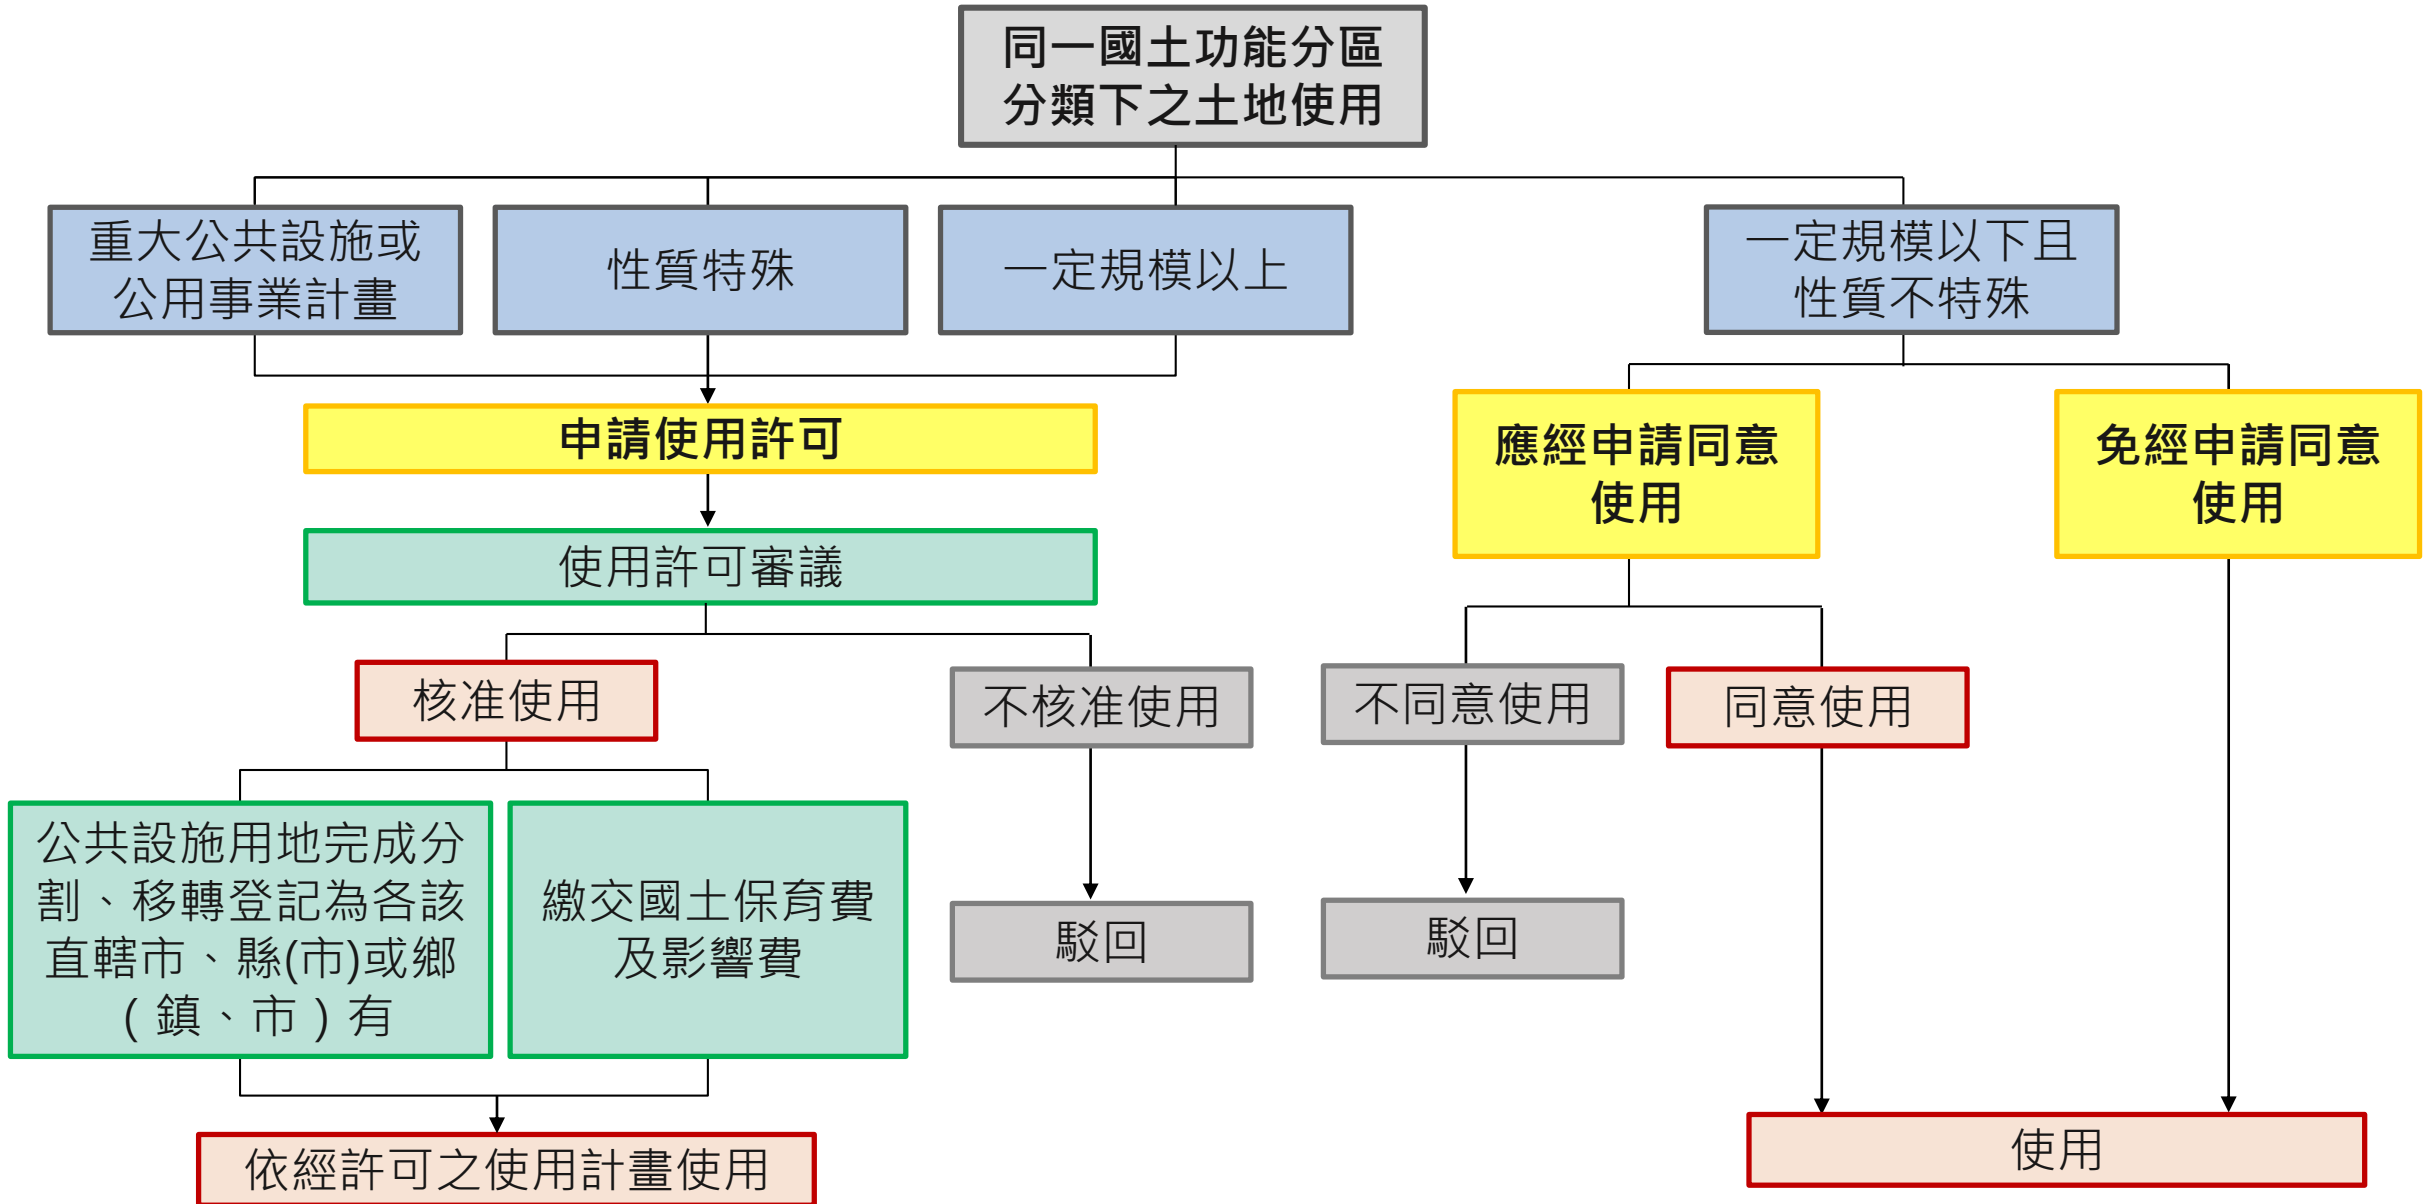 同一國土功能分區
分類下之土地使用
重大公共設施或
公用事業計畫
性質特殊
一定規模以上
一定規模以下且
性質不特殊
申請使用許可
應經申請同意
使用
免經申請同意
使用
使用許可審議
核准使用
不核准使用
不同意使用
同意使用
公共設施用地完成分
割、移轉登記為各該
直轄市、縣(市)或鄉
(鎮、市)有
繳交國土保育費
及影響費
駁回
駁回
依經許可之使用計畫使用
使用